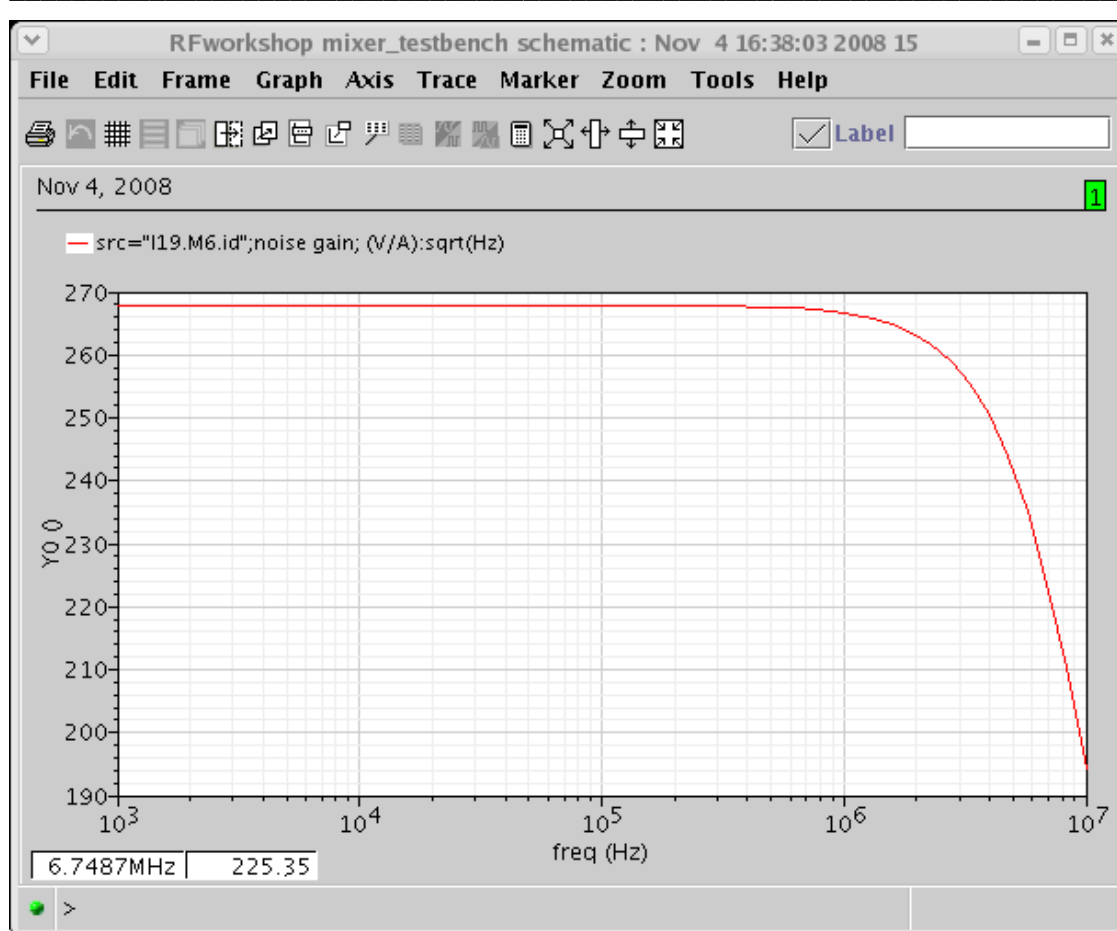 RFworkshop mixer_testbench schematic : Nov 4 16:38:03 2008 15
File Edit Frame Graph Axis Trace Marker Zoom Tools Help
Label
Nov 4, 2008
1
src="I19.M6.id";noise gain; (V/A):sqrt(Hz)
270
260
250
240
230
220
210
200
190
Y0 0
10³ 10⁴ 10⁵ 10⁶ 10⁷
freq (Hz)
6.7487MHz 225.35
>